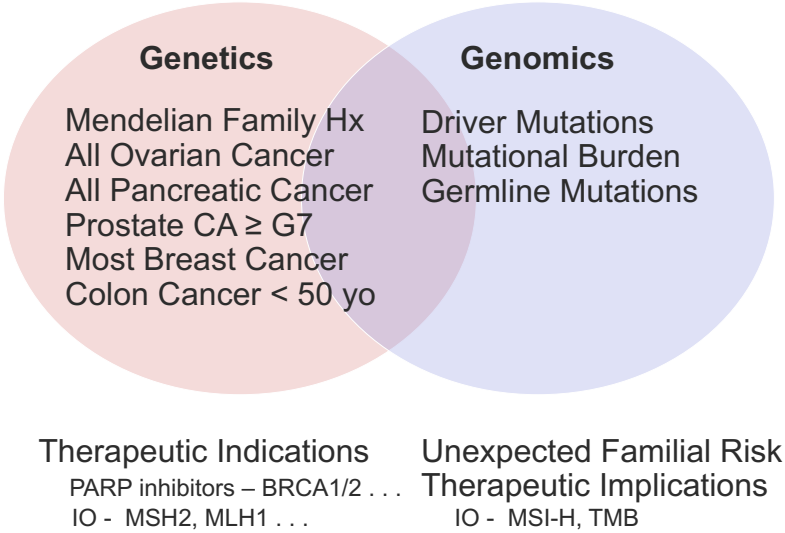 Genetics
Mendelian Family Hx
All Ovarian Cancer
All Pancreatic Cancer
Prostate CA ≥ G7
Most Breast Cancer
Colon Cancer < 50 yo
Genomics
Driver Mutations
Mutational Burden
Germline Mutations
Therapeutic Indications
PARP inhibitors – BRCA1/2 . . .
IO - MSH2, MLH1 . . .
Unexpected Familial Risk
Therapeutic Implications
IO - MSI-H, TMB